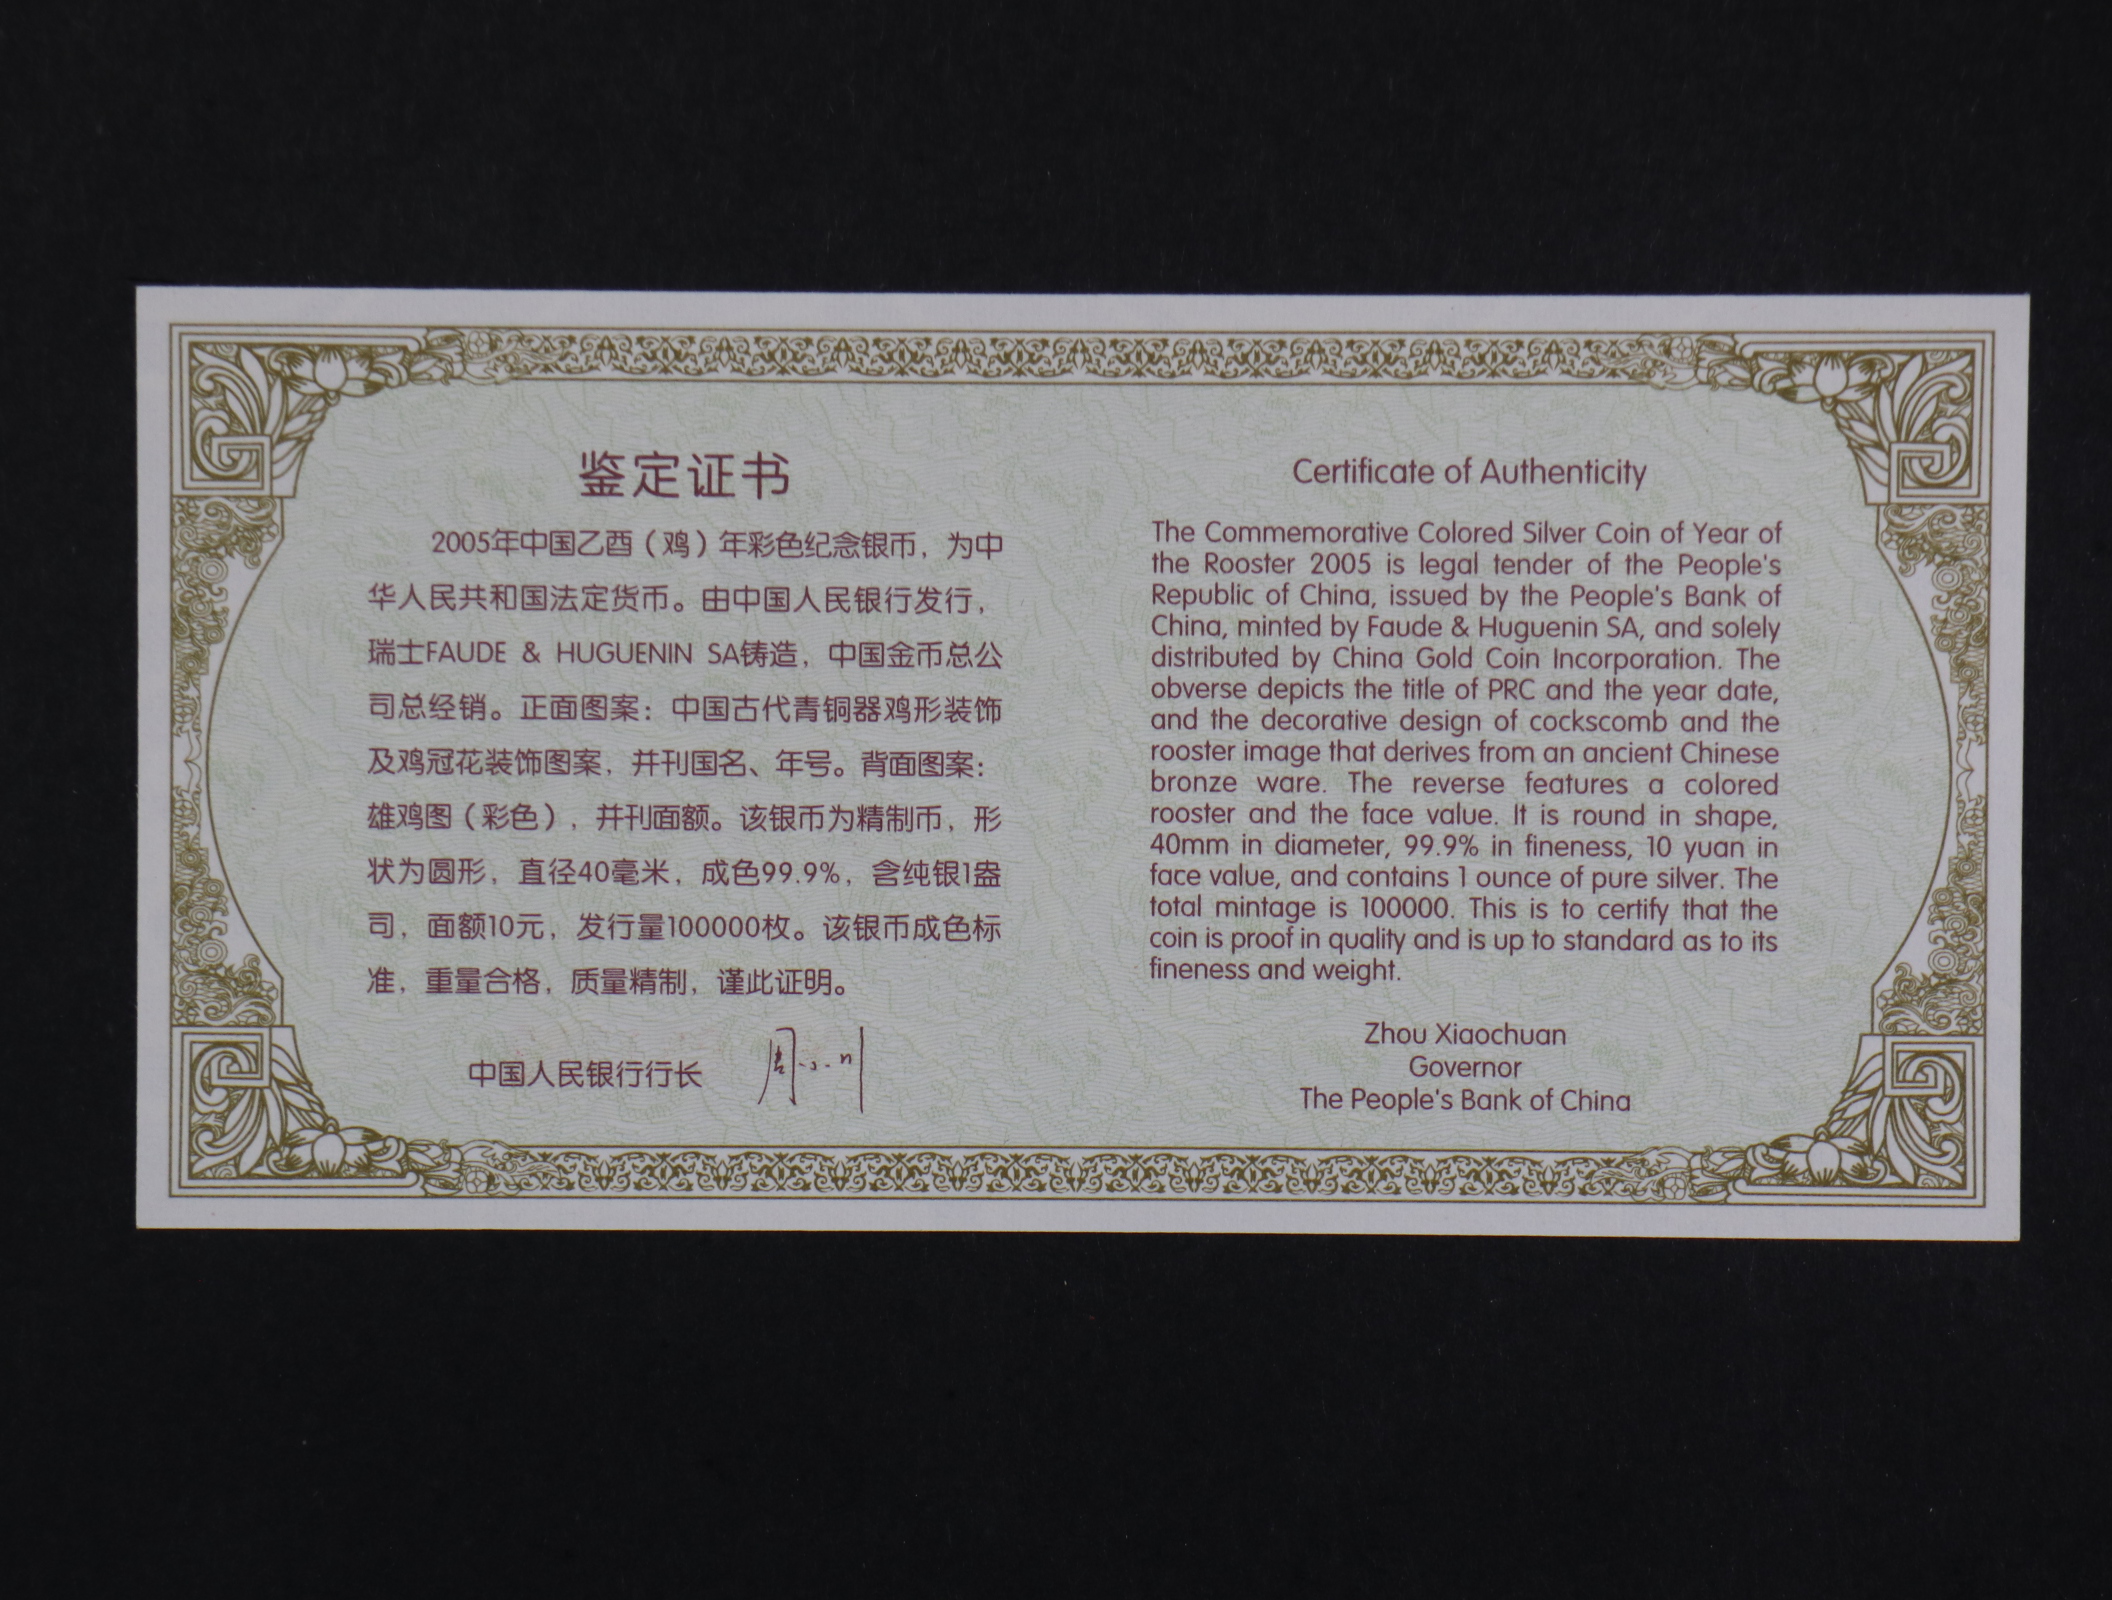 鉴定证书
2005年中国乙酉（鸡）年彩色纪念银币，为中
华人民共和国法定货币。由中国人民银行发行，
瑞士FAUDE & HUGUENIN SA铸造，中国金币总公
司总经销。正面图案：中国古代青铜器鸡形装饰
及鸡冠花装饰图案，并刊国名、年号。背面图案：
雄鸡图（彩色），并刊面额。该银币为精制币，形
状为圆形，直径40毫米，成色99.9%，含纯银1盎
司，面额10元，发行量100000枚。该银币成色标
准，重量合格，质量精制，谨此证明。
中国人民银行行长 周小川
Certificate of Authenticity
The Commemorative Colored Silver Coin of Year of
the Rooster 2005 is legal tender of the People's
Republic of China, issued by the People's Bank of
China, minted by Faude & Huguenin SA, and solely
distributed by China Gold Coin Incorporation. The
obverse depicts the title of PRC and the year date,
and the decorative design of cockscomb and the
rooster image that derives from an ancient Chinese
bronze ware. The reverse features a colored
rooster and the face value. It is round in shape,
40mm in diameter, 99.9% in fineness, 10 yuan in
face value, and contains 1 ounce of pure silver. The
total mintage is 100000. This is to certify that the
coin is proof in quality and is up to standard as to its
fineness and weight.
Zhou Xiaochuan
Governor
The People's Bank of China